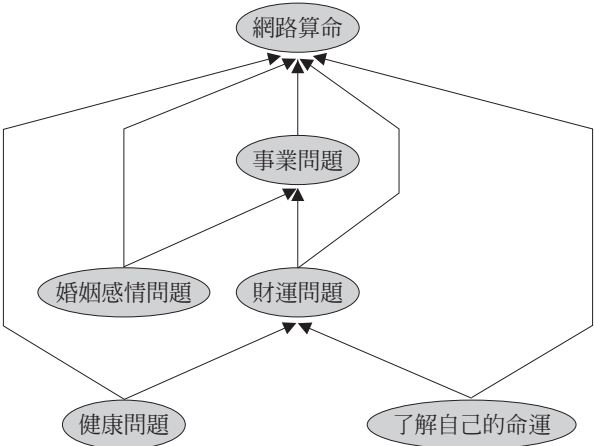 網路算命
事業問題
婚姻感情問題
財運問題
健康問題
了解自己的命運